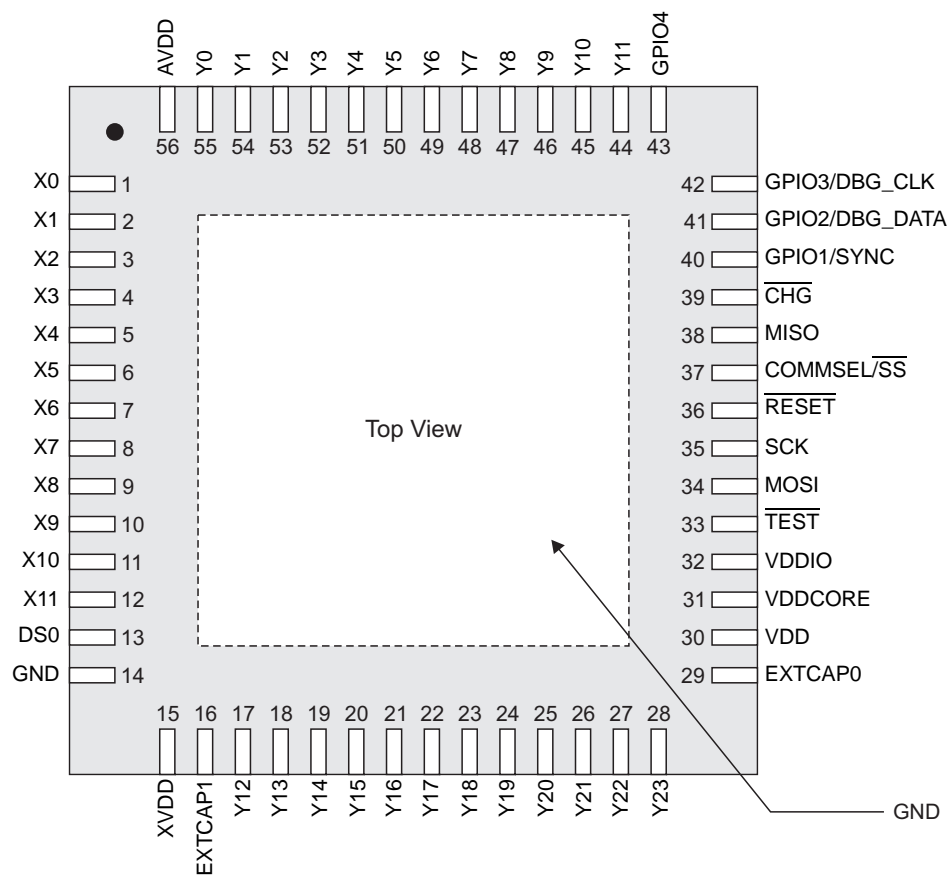 AVDD Y0 Y1 Y2 Y3 Y4 Y5 Y6 Y7 Y8 Y9 Y10 Y11 GPIO4
56 55 54 53 52 51 50 49 48 47 46 45 44 43
X0 1 42 GPIO3/DBG_CLK
X1 2 41 GPIO2/DBG_DATA
X2 3 40 GPIO1/SYNC
X3 4 39 CHG
X4 5 38 MISO
X5 6 37 COMMSEL/SS
X6 7 36 RESET
Top View
X7 8 35 SCK
X8 9 34 MOSI
X9 10 33 TEST
X10 11 32 VDDIO
X11 12 31 VDDCORE
DS0 13 30 VDD
GND 14 29 EXTCAP0
15 16 17 18 19 20 21 22 23 24 25 26 27 28
XVDD EXTCAP1 Y12 Y13 Y14 Y15 Y16 Y17 Y18 Y19 Y20 Y21 Y22 Y23
GND